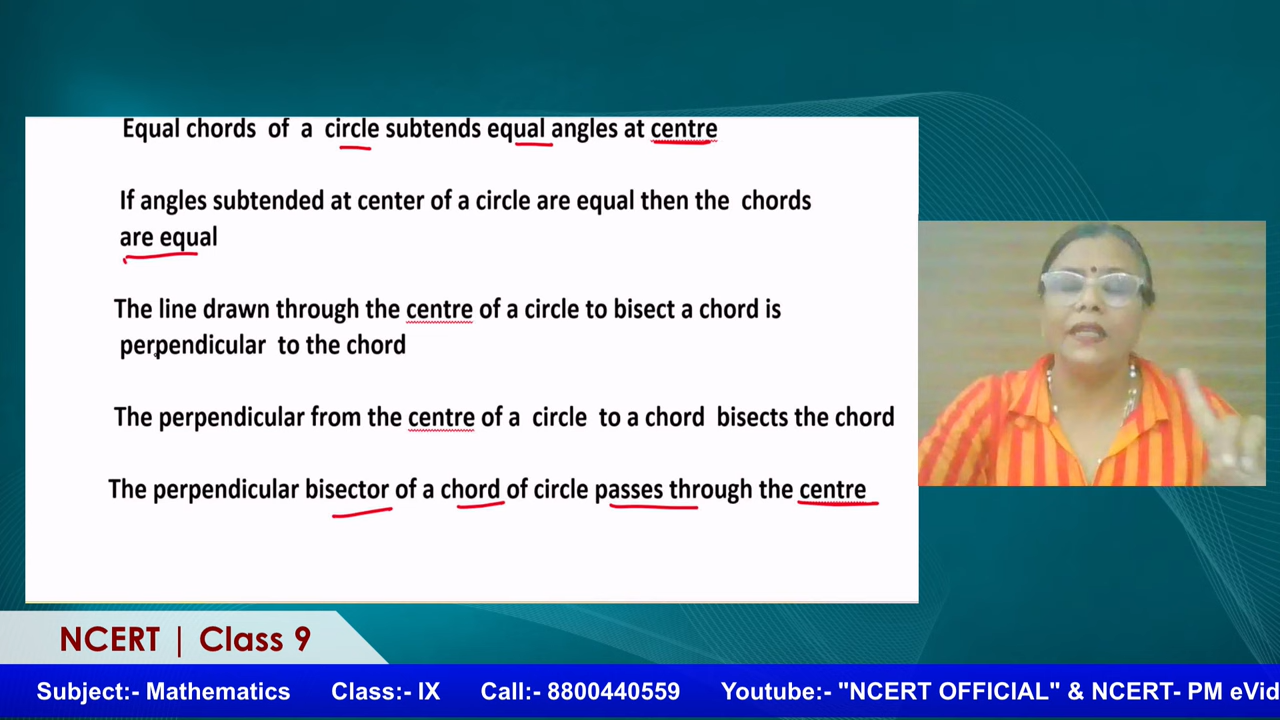 Equal chords of a circle subtends equal angles at centre
If angles subtended at center of a circle are equal then the chords
are equal
The line drawn through the centre of a circle to bisect a chord is
perpendicular to the chord
The perpendicular from the centre of a circle to a chord bisects the chord
The perpendicular bisector of a chord of circle passes through the centre
NCERT | Class 9
Subject:- Mathematics Class:- IX Call:- 8800440559 Youtube:- "NCERT OFFICIAL" & NCERT- PM eVid